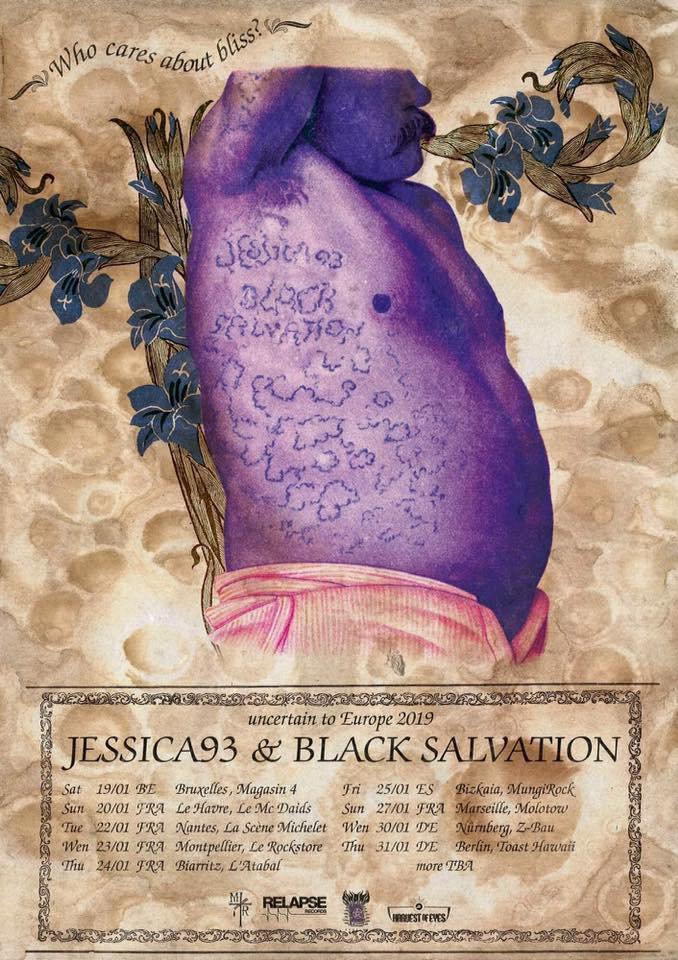 Who cares about bliss?
JESSICA93
BLACK
SALVATION
uncertain to Europe 2019
JESSICA93 & BLACK SALVATION
Sat 19/01 BE Bruxelles, Magasin 4
Sun 20/01 FRA Le Havre, Le Mc Daids
Tue 22/01 FRA Nantes, La Scène Michelet
Wen 23/01 FRA Montpellier, Le Rockstore
Thu 24/01 FRA Biarritz, L'Atabal
Fri 25/01 ES Bizkaia, MungiRock
Sun 27/01 FRA Marseille, Molotow
Wen 30/01 DE Nürnberg, Z-Bau
Thu 31/01 DE Berlin, Toast Hawaii
more TBA
RELAPSE
RECORDS
HARVEST OF EYES